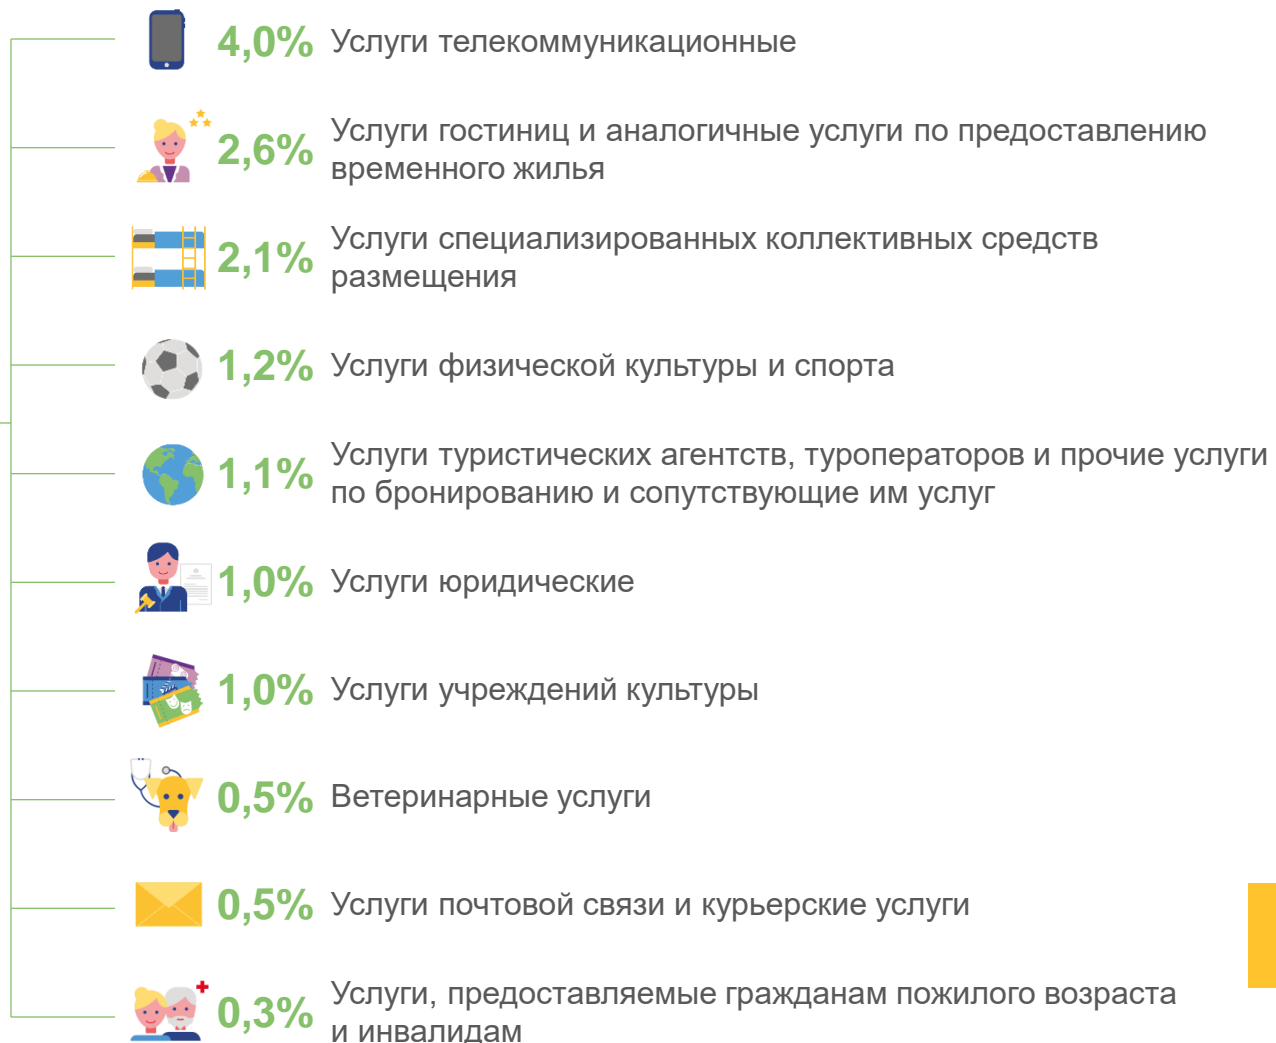 4,0% Услуги телекоммуникационные
2,6% Услуги гостиниц и аналогичные услуги по предоставлению
временного жилья
2,1% Услуги специализированных коллективных средств
размещения
1,2% Услуги физической культуры и спорта
1,1% Услуги туристических агентств, туроператоров и прочие услуги
по бронированию и сопутствующие им услуг
1,0% Услуги юридические
1,0% Услуги учреждений культуры
0,5% Ветеринарные услуги
0,5% Услуги почтовой связи и курьерские услуги
0,3% Услуги, предоставляемые гражданам пожилого возраста
и инвалидам